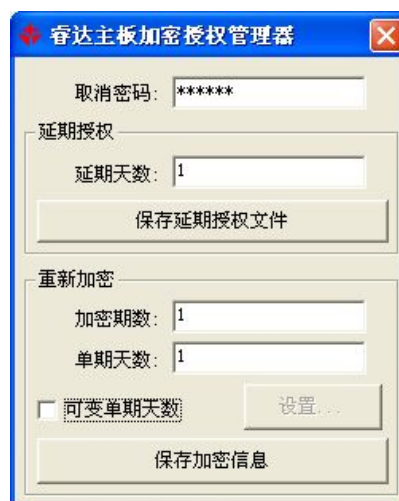 睿达主板加密授权管理器
取消密码: ******
延期授权
延期天数: 1
保存延期授权文件
重新加密
加密期数: 1
单期天数: 1
可变单期天数 设置...
保存加密信息